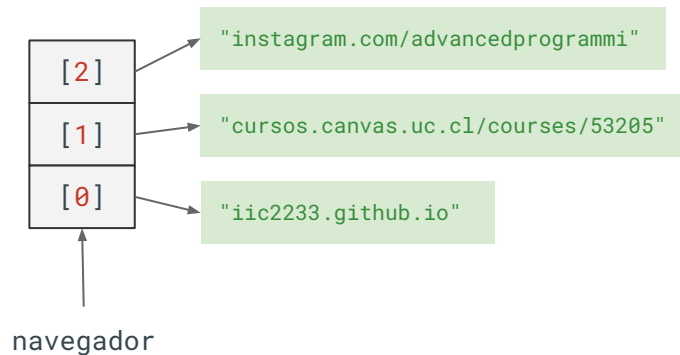 [2]
"instagram.com/advancedprogrammi"
[1]
"cursos.canvas.uc.cl/courses/53205"
[0]
"iic2233.github.io"
navegador